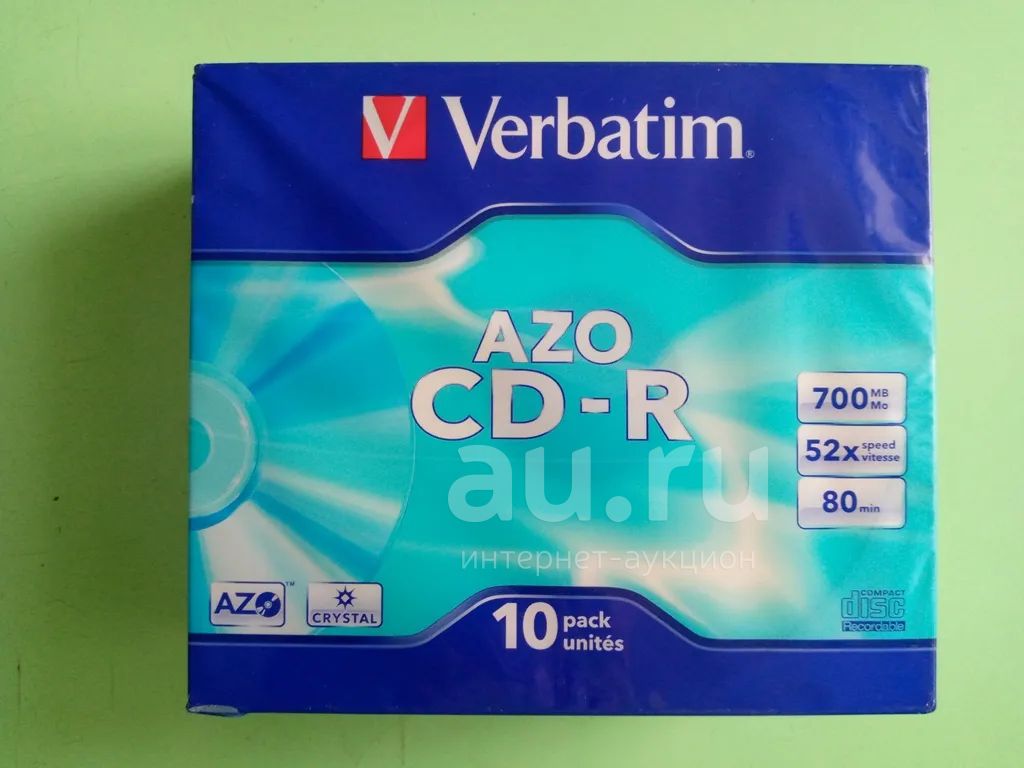 V Verbatim®
AZO
CD-R
700 MB
Mo
52x speed
vitesse
80 min
au.ru
интернет-аукцион
AZO™
CRYSTAL
10 pack
unités
COMPACT
disc
Recordable